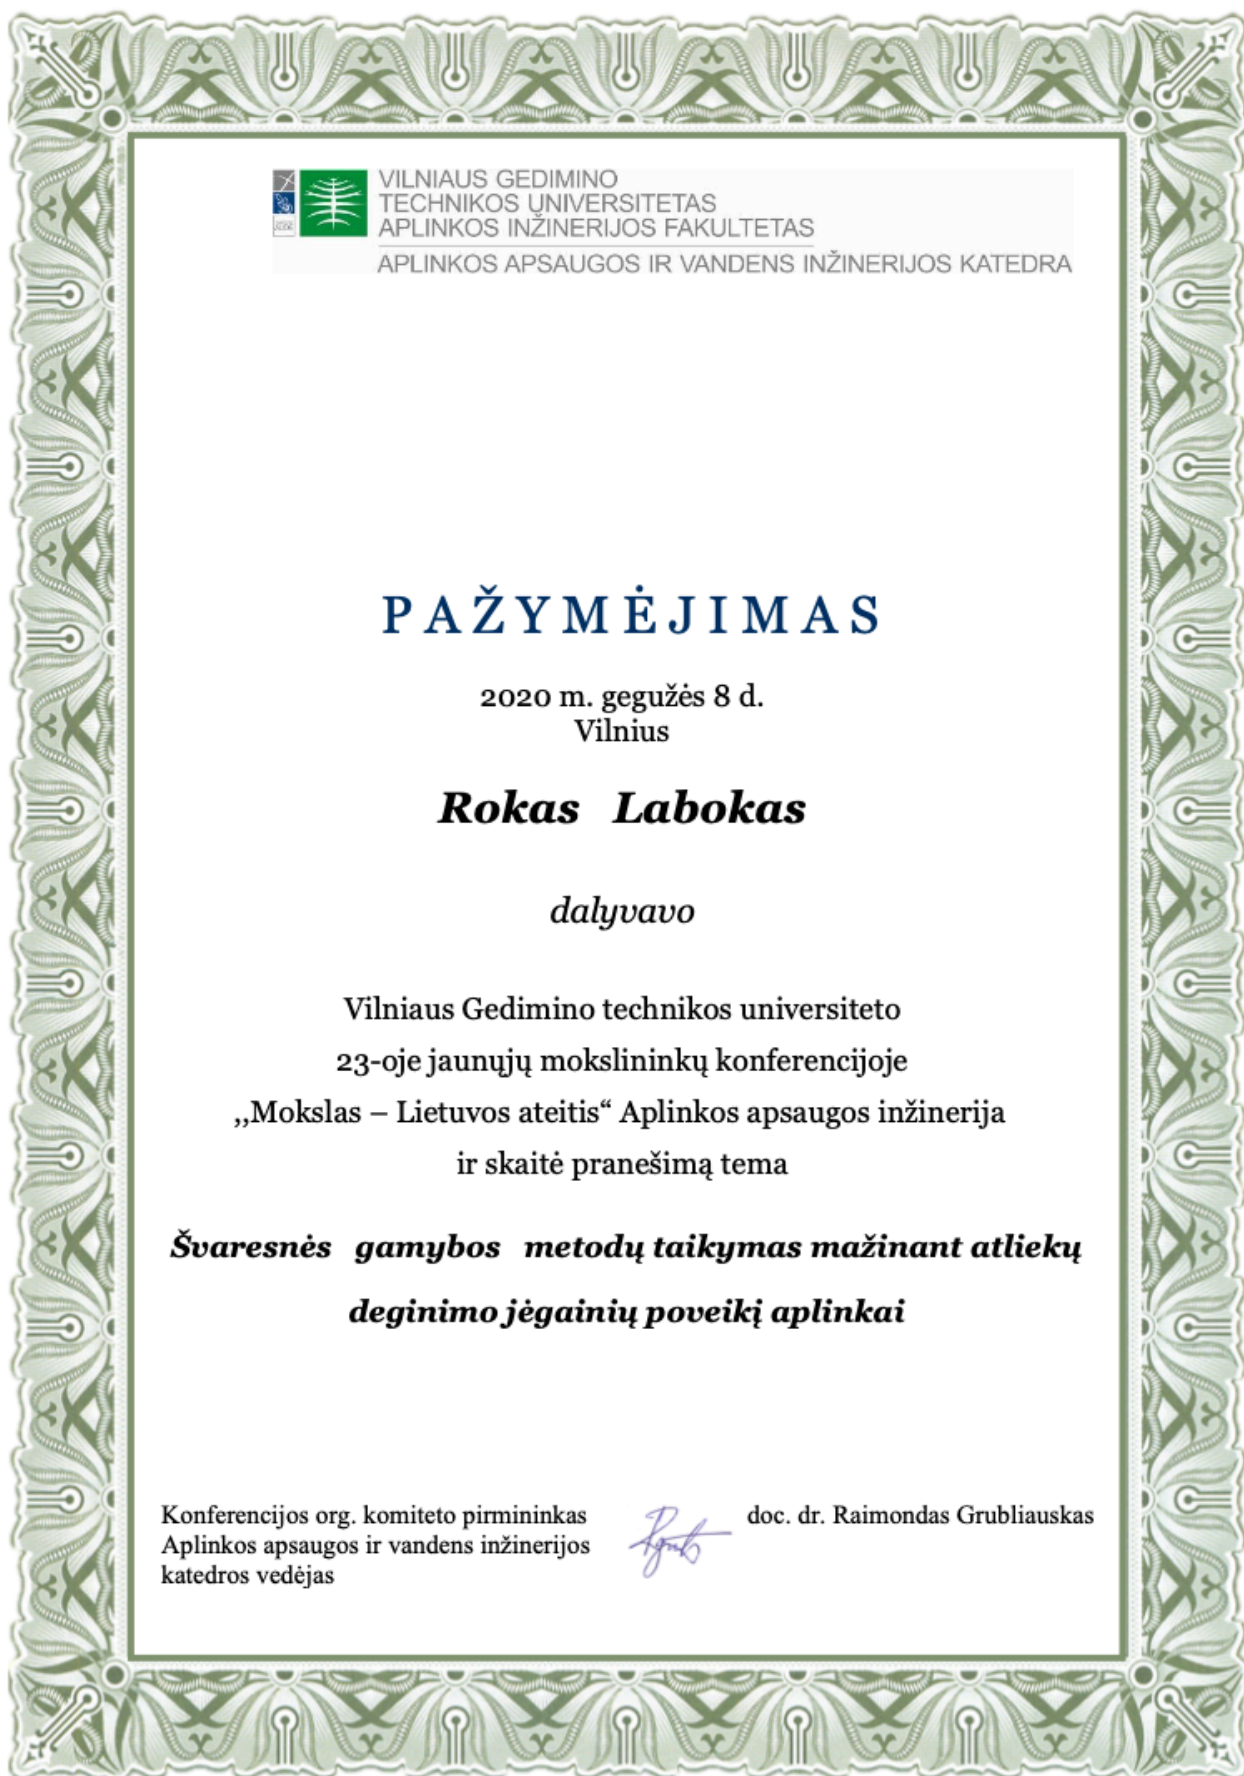 VILNIAUS GEDIMINO
TECHNIKOS UNIVERSITETAS
APLINKOS INŽINERIJOS FAKULTETAS
APLINKOS APSAUGOS IR VANDENS INŽINERIJOS KATEDRA
PAŽYMĖJIMAS
2020 m. gegužės 8 d.
Vilnius
Rokas Labokas
dalyvavo
Vilniaus Gedimino technikos universiteto
23-oje jaunųjų mokslininkų konferencijoje
,,Mokslas – Lietuvos ateitis“ Aplinkos apsaugos inžinerija
ir skaitė pranešimą tema
Švaresnės gamybos metodų taikymas mažinant atliekų
deginimo jėgainių poveikį aplinkai
Konferencijos org. komiteto pirmininkas
Aplinkos apsaugos ir vandens inžinerijos
katedros vedėjas
doc. dr. Raimondas Grubliauskas